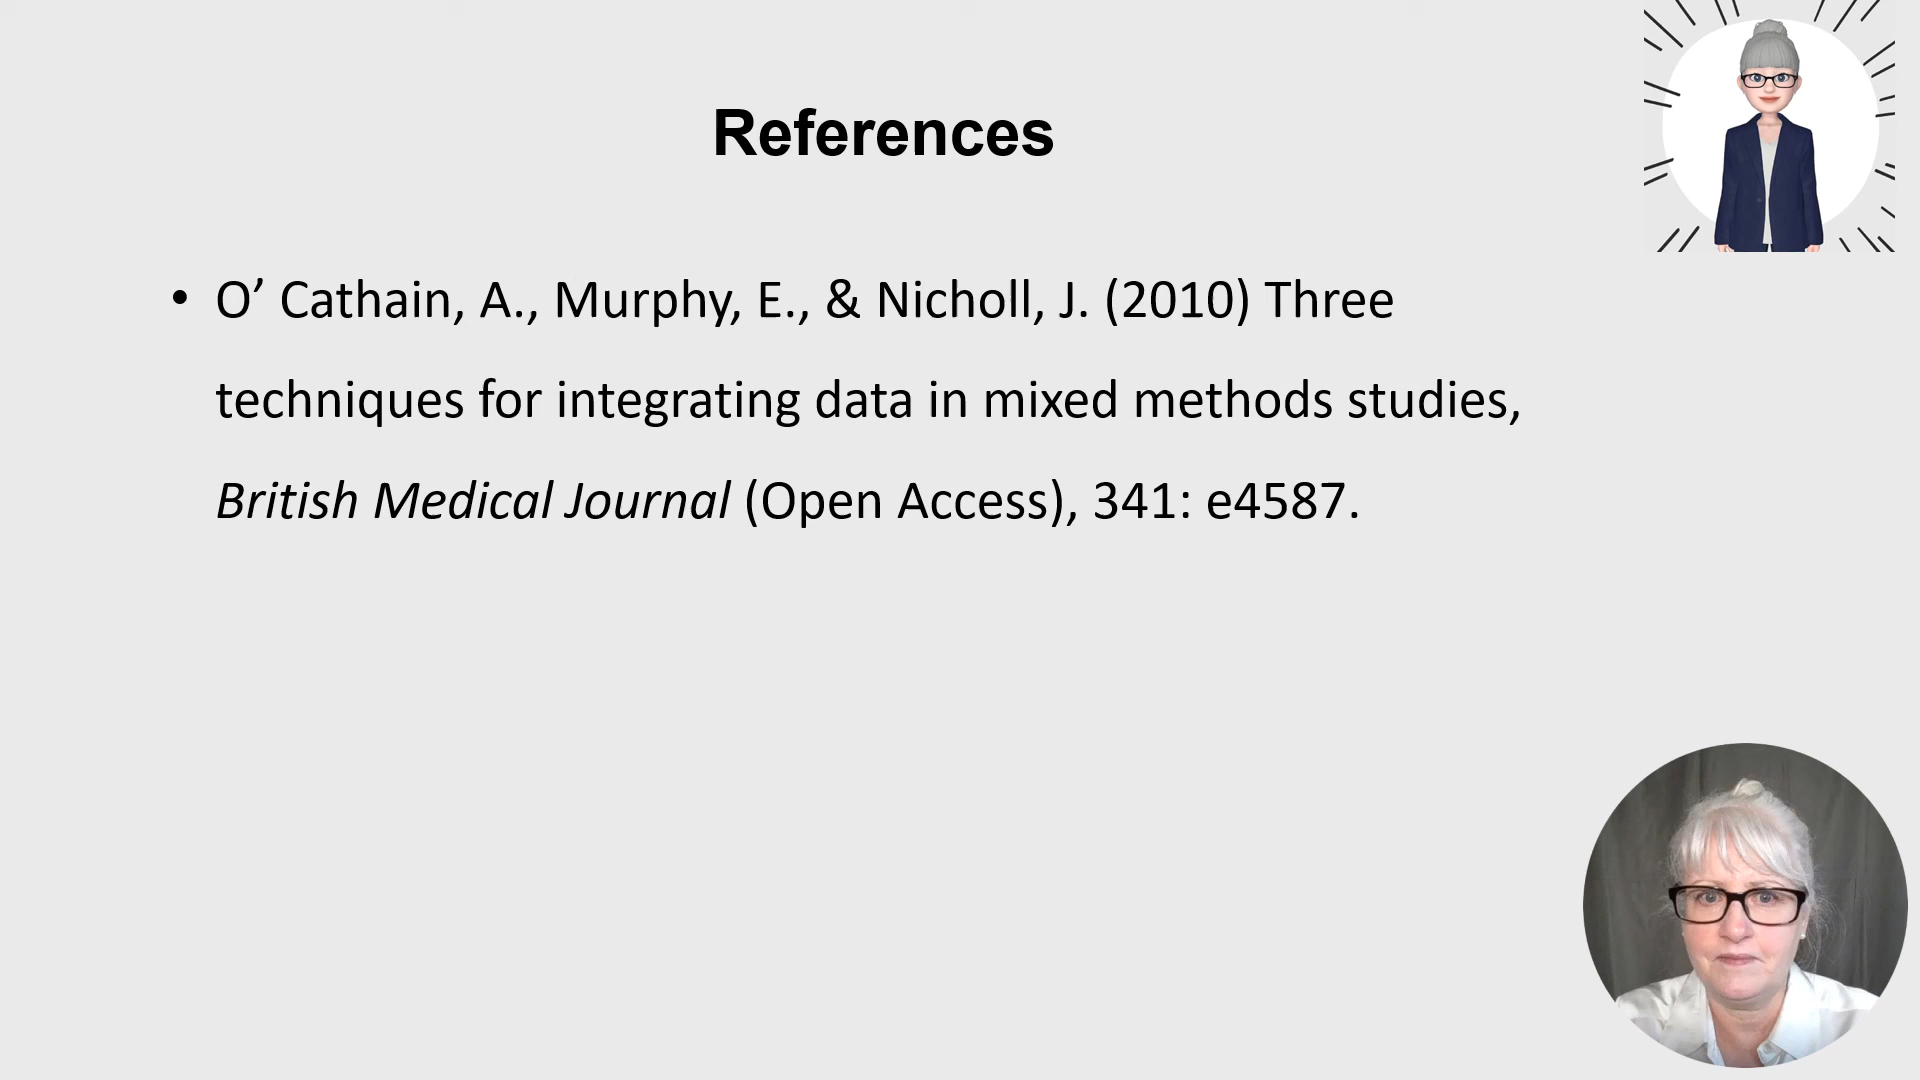 References
• O’ Cathain, A., Murphy, E., & Nicholl, J. (2010) Three
techniques for integrating data in mixed methods studies,
British Medical Journal (Open Access), 341: e4587.